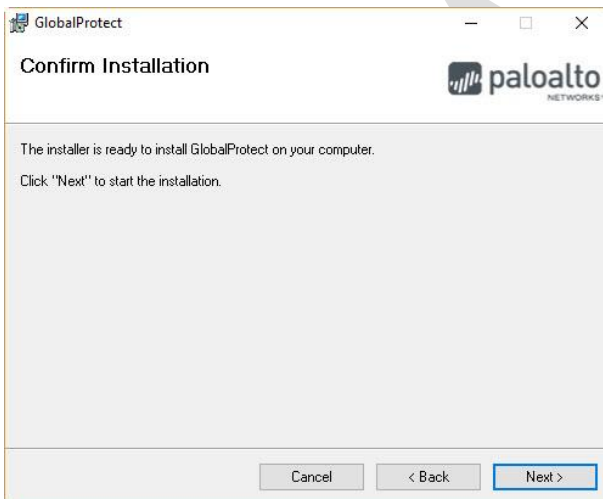 GlobalProtect
Confirm Installation
paloalto
NETWORKS
The installer is ready to install GlobalProtect on your computer.
Click "Next" to start the installation.
Cancel
< Back
Next >